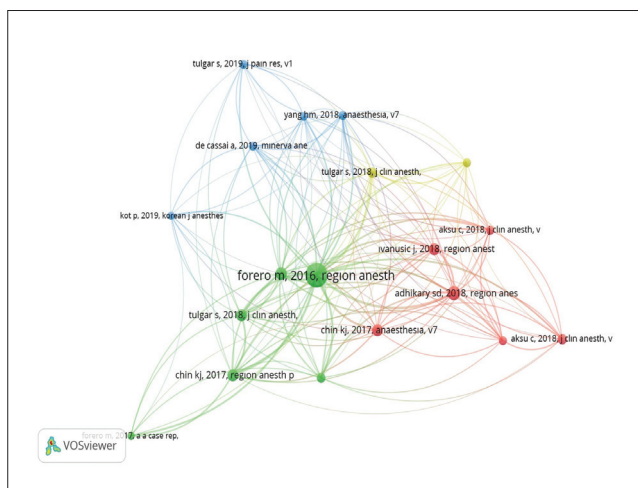 tulgar s, 2019, j pain res, v1
yang hm, 2018, anaesthesia, v7
de cassai a, 2019, minerva ane
tulgar s, 2018, j clin anesth,
kot p, 2019, korean j anesthes
aksu c, 2018, j clin anesth, v
ivanusic j, 2018, region anest
forero m, 2016, region anesth
adhikary sd, 2018, region anes
tulgar s, 2018, j clin anesth,
chin kj, 2017, anaesthesia, v7
aksu c, 2018, j clin anesth, v
chin kj, 2017, region anesth p
forero m, 2017, a a case rep,
VOSviewer